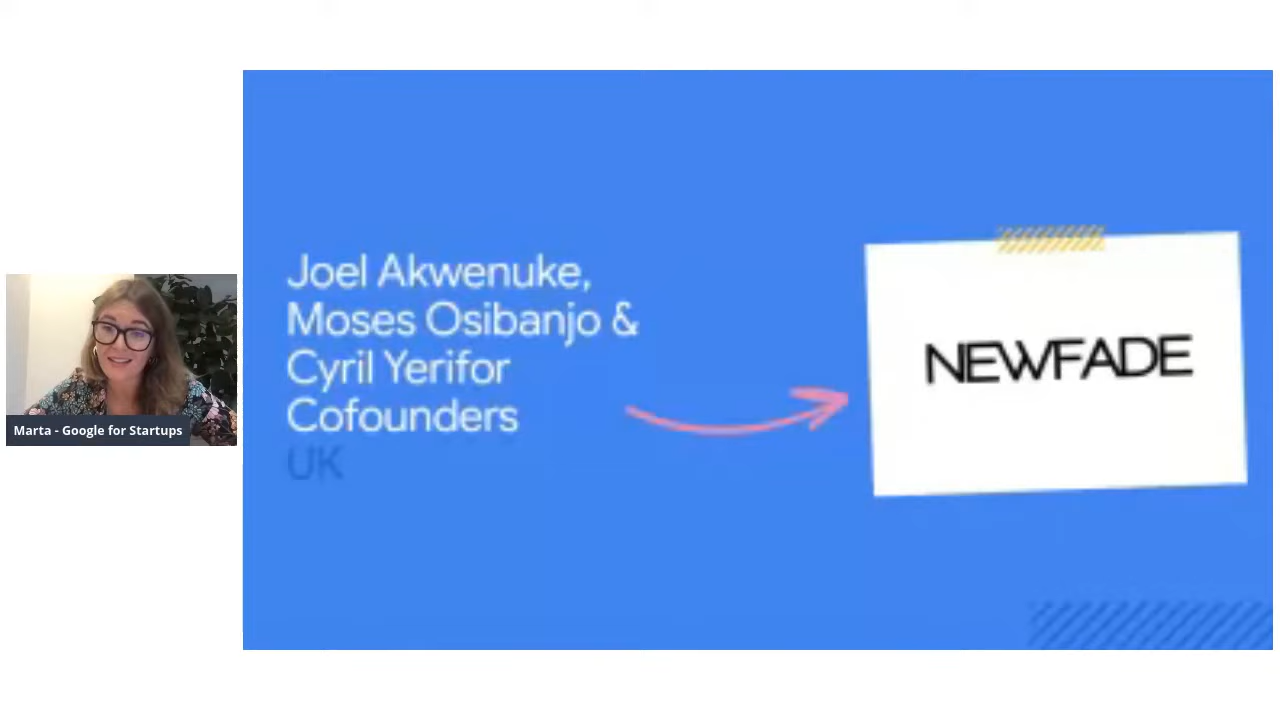 Joel Akwenuke,
Moses Osibanjo &
Cyril Yerifor
Cofounders
UK
NEWFADE
Marta - Google for Startups